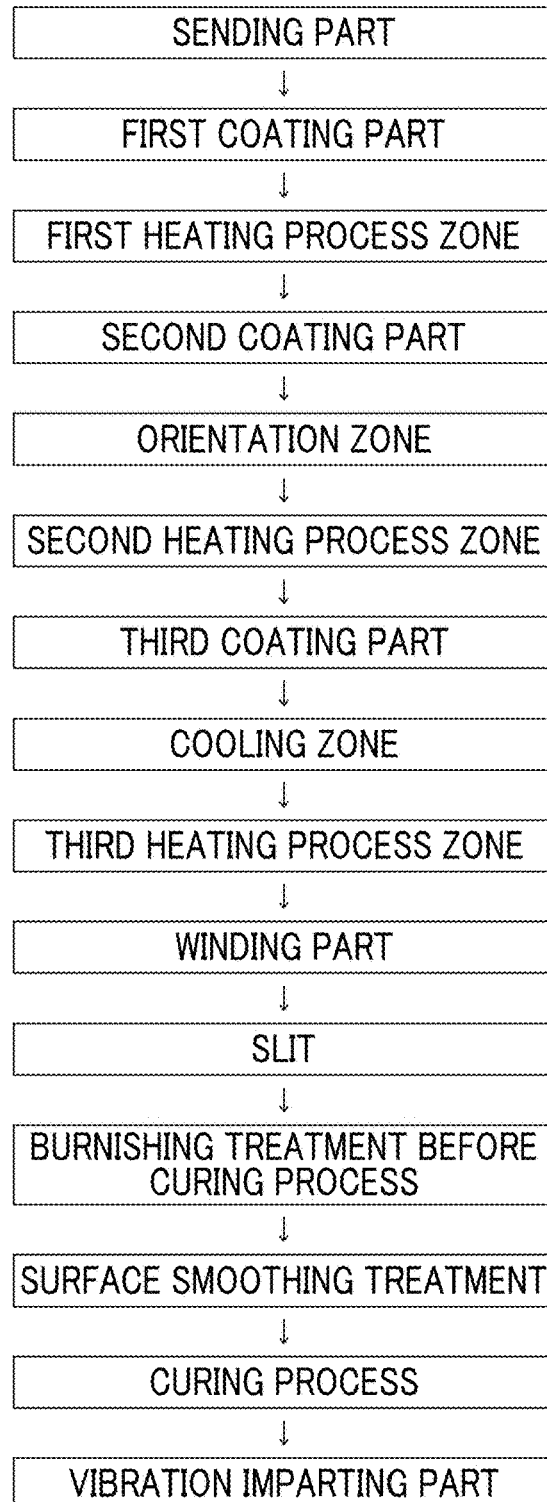 SENDING PART
↓
FIRST COATING PART
↓
FIRST HEATING PROCESS ZONE
↓
SECOND COATING PART
↓
ORIENTATION ZONE
↓
SECOND HEATING PROCESS ZONE
↓
THIRD COATING PART
↓
COOLING ZONE
↓
THIRD HEATING PROCESS ZONE
↓
WINDING PART
↓
SLIT
↓
BURNISHING TREATMENT BEFORE
CURING PROCESS
↓
SURFACE SMOOTHING TREATMENT
↓
CURING PROCESS
↓
VIBRATION IMPARTING PART